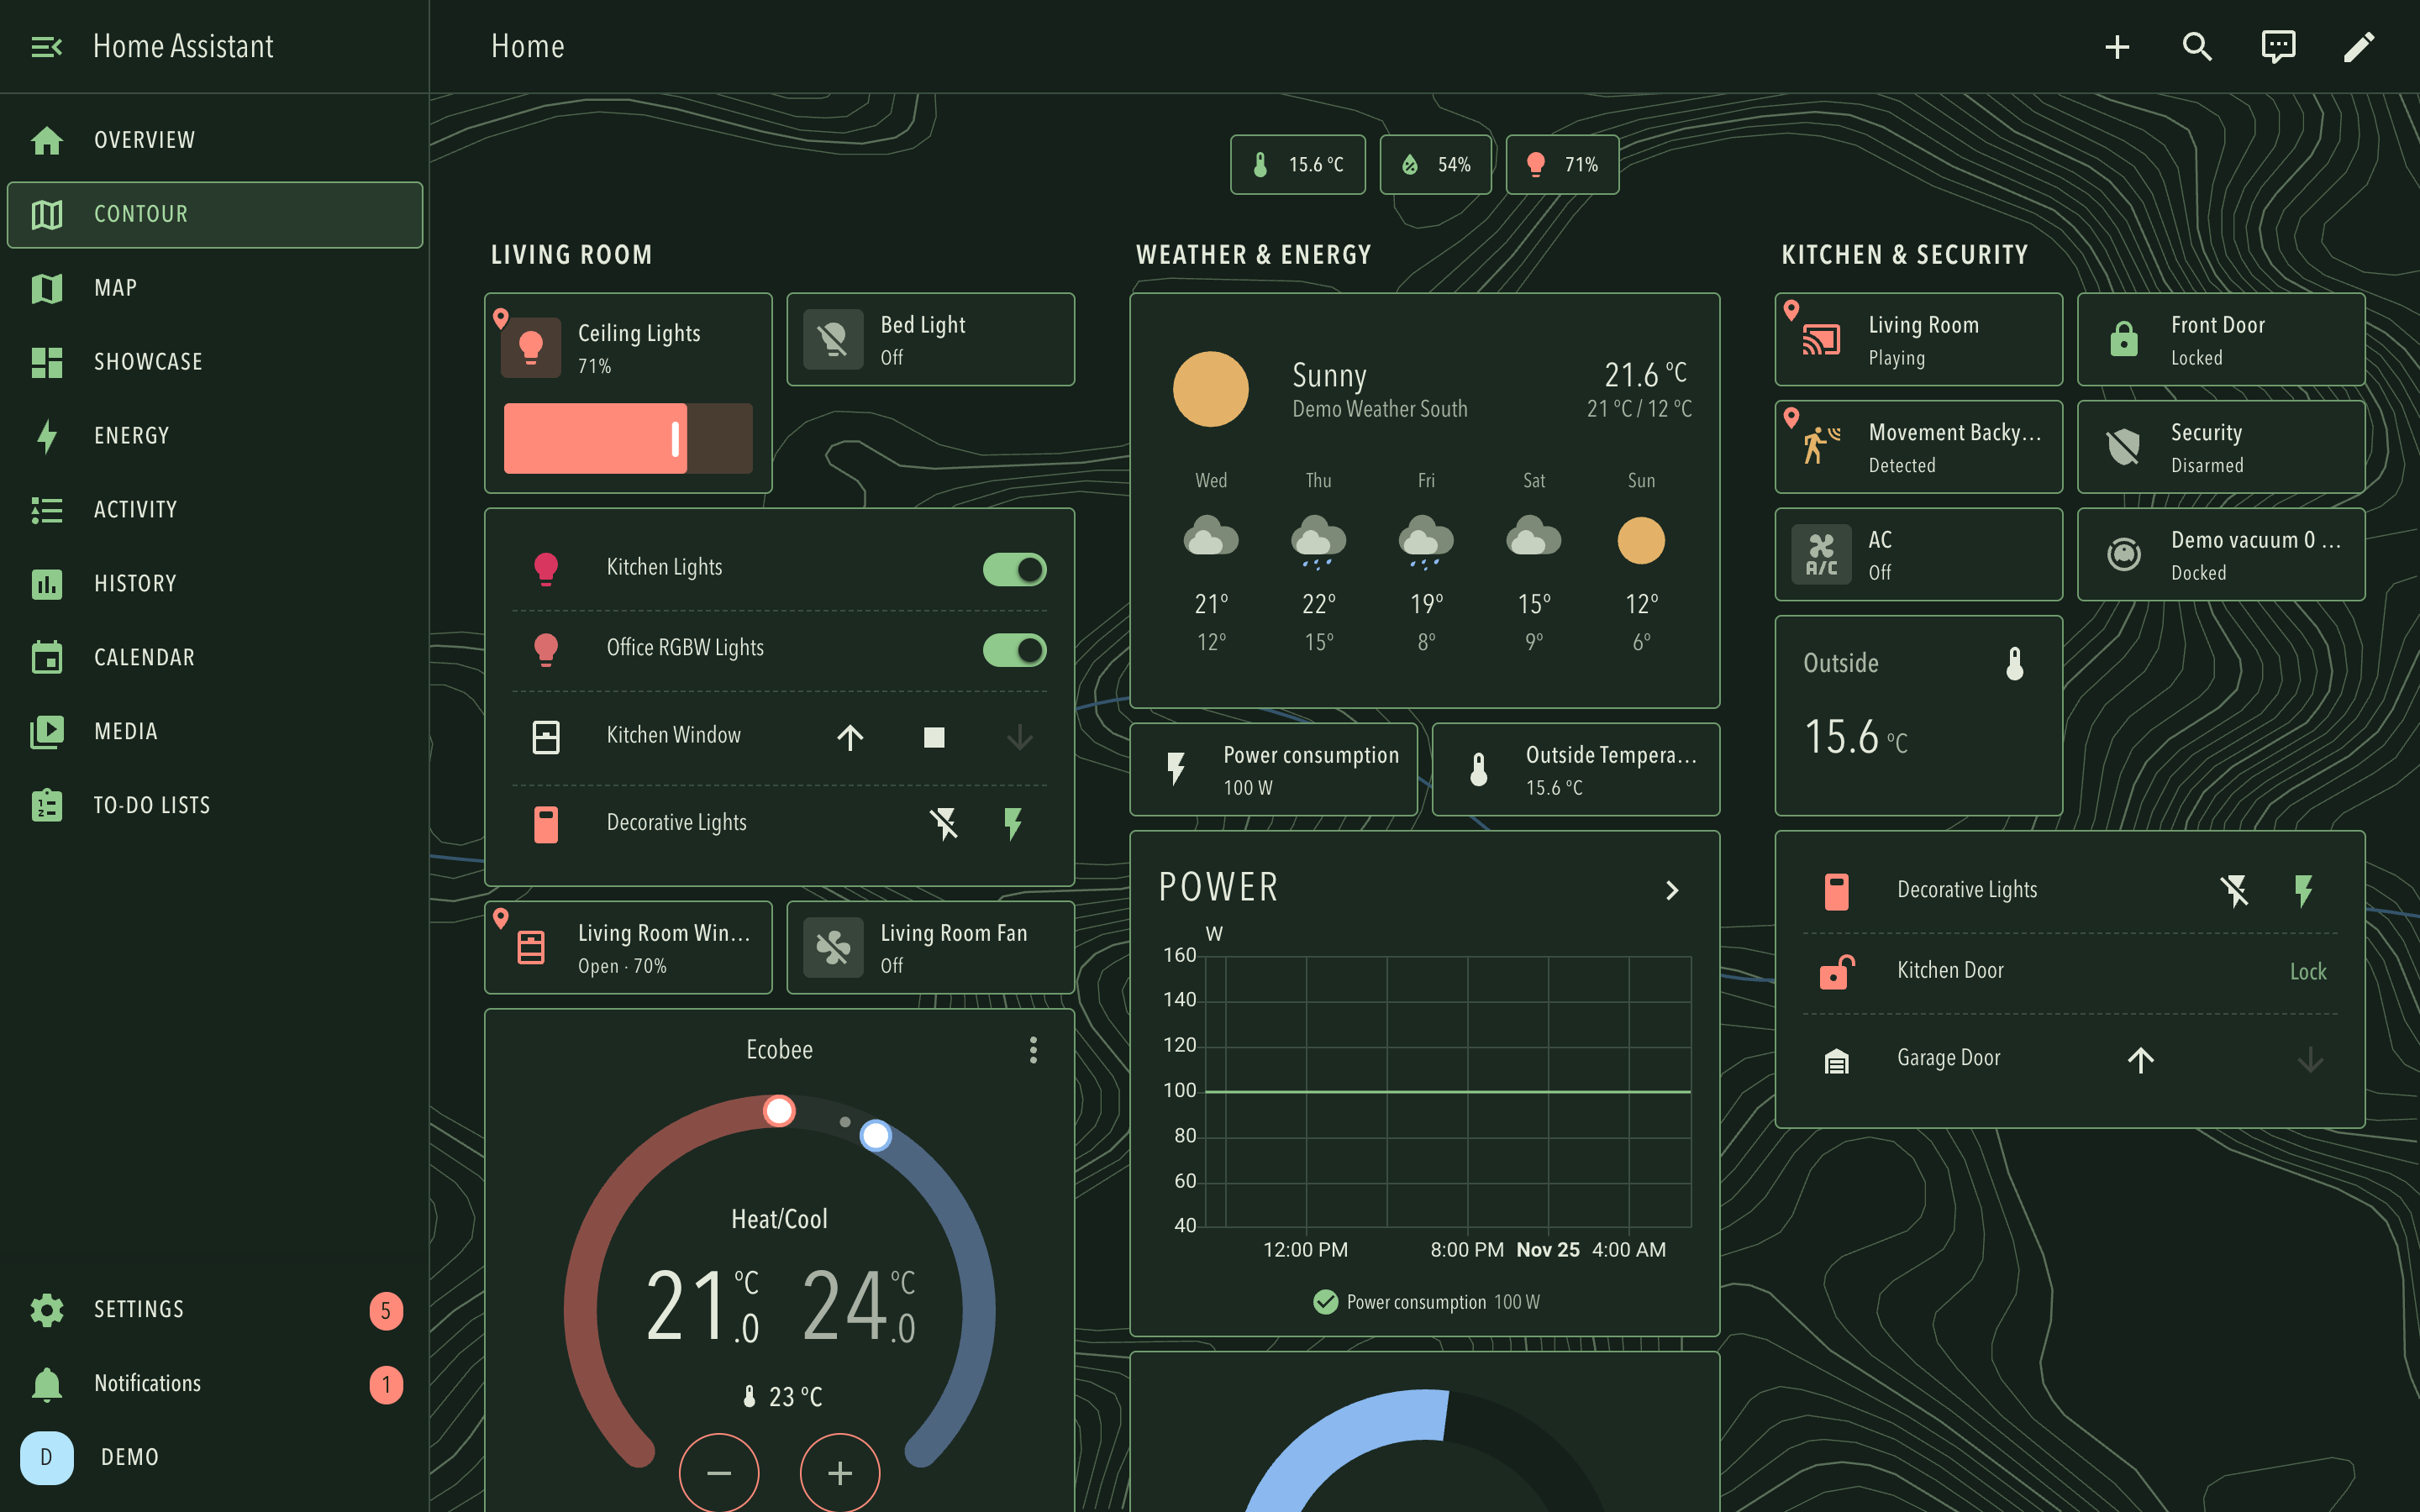 Home Assistant
OVERVIEW
CONTOUR
MAP
SHOWCASE
ENERGY
ACTIVITY
HISTORY
CALENDAR
MEDIA
TO-DO LISTS
SETTINGS
5
Notifications
1
D
DEMO
Home
15.6 °C
54%
71%
LIVING ROOM
Ceiling Lights
71%
Bed Light
Off
Kitchen Lights
Office RGBW Lights
Kitchen Window
Decorative Lights
Living Room Win…
Open · 70%
Living Room Fan
Off
Ecobee
Heat/Cool
21.0 °C 24.0 °C
23 °C
WEATHER & ENERGY
Sunny
Demo Weather South
21.6 °C
21 °C / 12 °C
Wed Thu Fri Sat Sun
21° 22° 19° 15° 12°
12° 15° 8° 9° 6°
Power consumption
100 W
Outside Tempera…
15.6 °C
POWER
W
160
140
120
100
80
60
40
12:00 PM 8:00 PM Nov 25 4:00 AM
Power consumption 100 W
KITCHEN & SECURITY
Living Room
Playing
Front Door
Locked
Movement Backy…
Detected
Security
Disarmed
A/C
AC
Off
Demo vacuum 0 …
Docked
Outside
15.6 °C
Decorative Lights
Kitchen Door
Lock
Garage Door